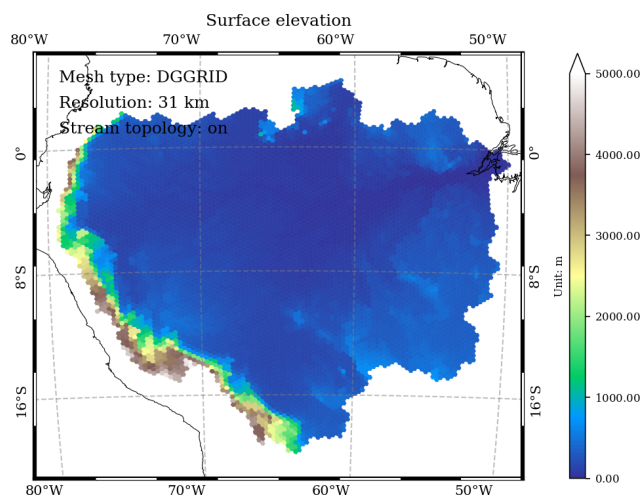 Surface elevation
80°W 70°W 60°W 50°W
Mesh type: DGGRID
Resolution: 31 km
Stream topology: on
0° 0°
8°S 8°S
16°S 16°S
80°W 70°W 60°W 50°W
5000.00
4000.00
3000.00
2000.00
1000.00
0.00
Unit: m